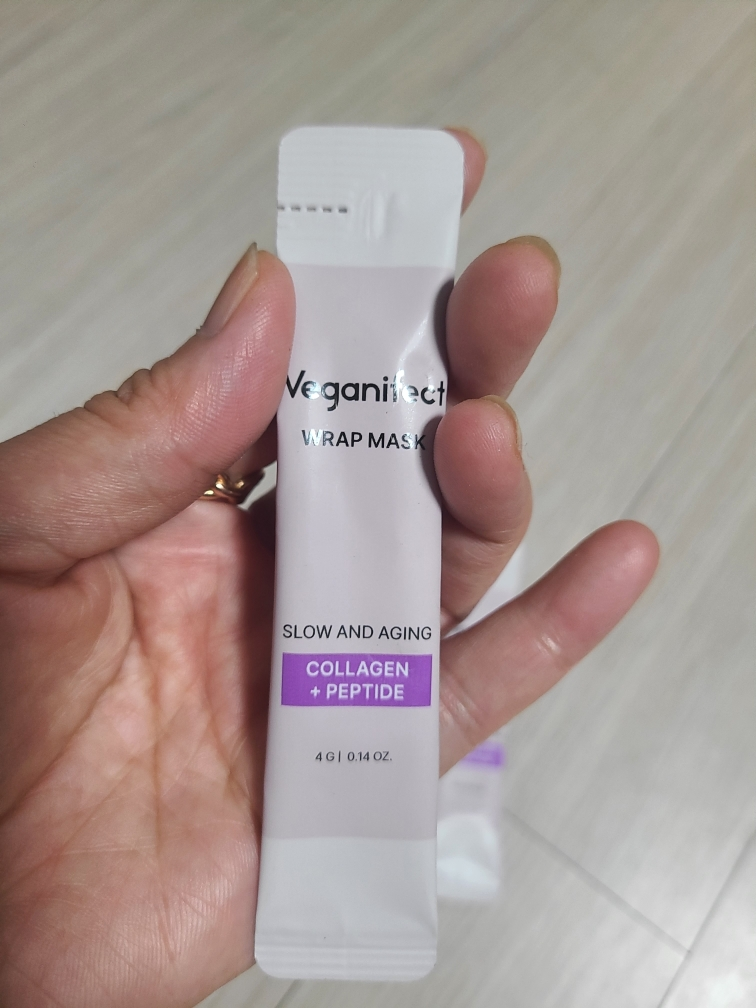 Veganifect
WRAP MASK
SLOW AND AGING
COLLAGEN
+ PEPTIDE
4 G | 0.14 OZ.